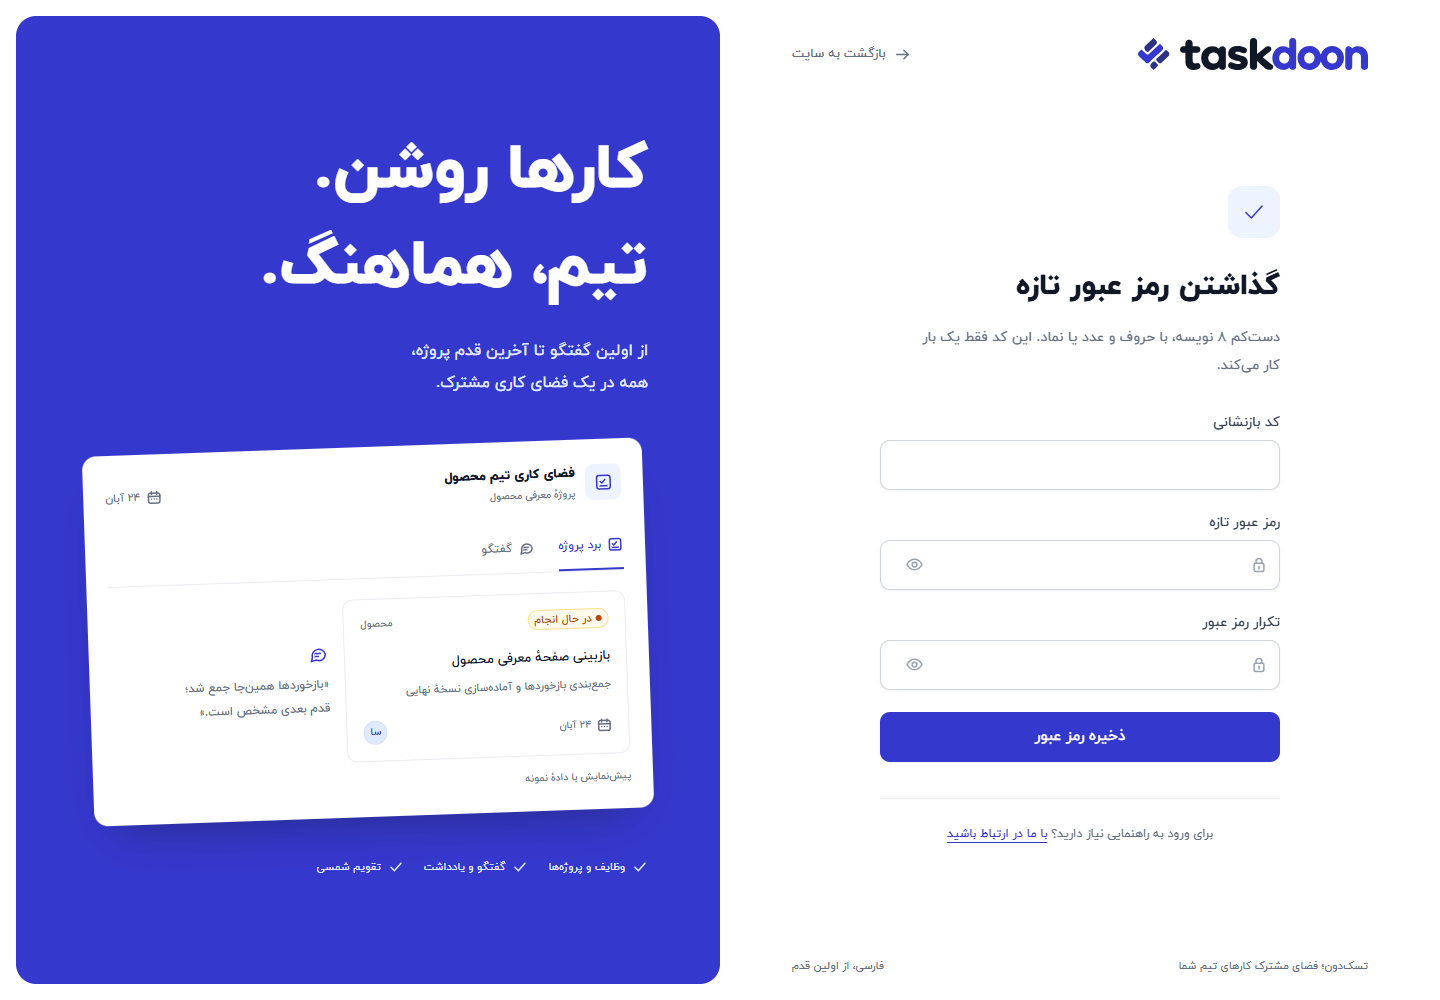 taskdoon
بازگشت به سایت
گذاشتن رمز عبور تازه
دست‌کم ۸ نویسه، با حروف و عدد یا نماد. این کد فقط یک بار
کار می‌کند.
کد بازنشانی
رمز عبور تازه
تکرار رمز عبور
ذخیره رمز عبور
برای ورود به راهنمایی نیاز دارید؟ با ما در ارتباط باشید
تسک‌دون؛ فضای مشترک کارهای تیم شما
فارسی، از اولین قدم
کارها روشن.
تیم، هماهنگ.
از اولین گفتگو تا آخرین قدم پروژه،
همه در یک فضای کاری مشترک.
فضای کاری تیم محصول
پروژهٔ معرفی محصول
۲۴ آبان
برد پروژه
گفتگو
در حال انجام
محصول
بازبینی صفحهٔ معرفی محصول
جمع‌بندی بازخوردها و آماده‌سازی نسخهٔ نهایی
۲۴ آبان
سا
«بازخوردها همین‌جا جمع شد؛
قدم بعدی مشخص است.»
پیش‌نمایش با دادهٔ نمونه
وظایف و پروژه‌ها
گفتگو و یادداشت
تقویم شمسی